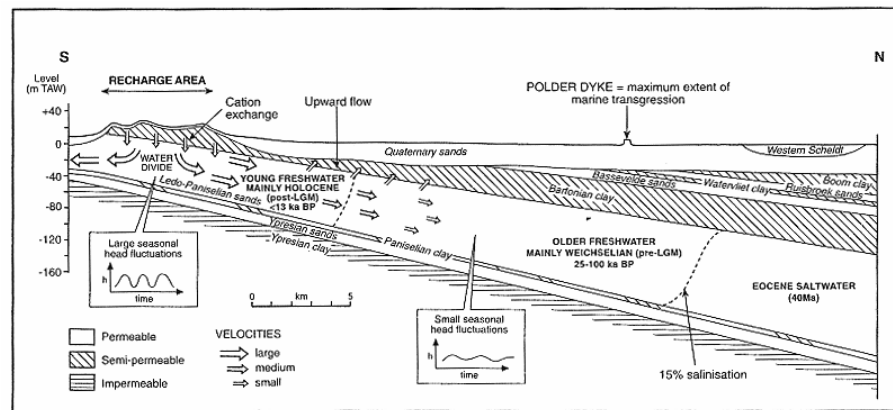 S
N
Level
(m TAW)
RECHARGE AREA
Cation
exchange
Upward flow
POLDER DYKE = maximum extent of
marine transgression
+40
0
-40
-80
-120
-160
Quaternary sands
Western Scheldt
WATER
DIVIDE
YOUNG FRESHWATER
MAINLY HOLOCENE
(post-LGM)
<13 ka BP
Ledo-Paniselian sands
Ypresian sands
Ypresian clay
Paniselian clay
Bassevelde sands
Bartonian clay
Watervliet clay
Boom clay
Ruisbroek sands
OLDER FRESHWATER
MAINLY WEICHSELIAN (pre-LGM)
25-100 ka BP
EOCENE SALTWATER
(40Ma)
Large seasonal
head fluctuations
h
time
Small seasonal
head fluctuations
h
time
15% salinisation
0
km
5
Permeable
Semi-permeable
Impermeable
VELOCITIES
large
medium
small